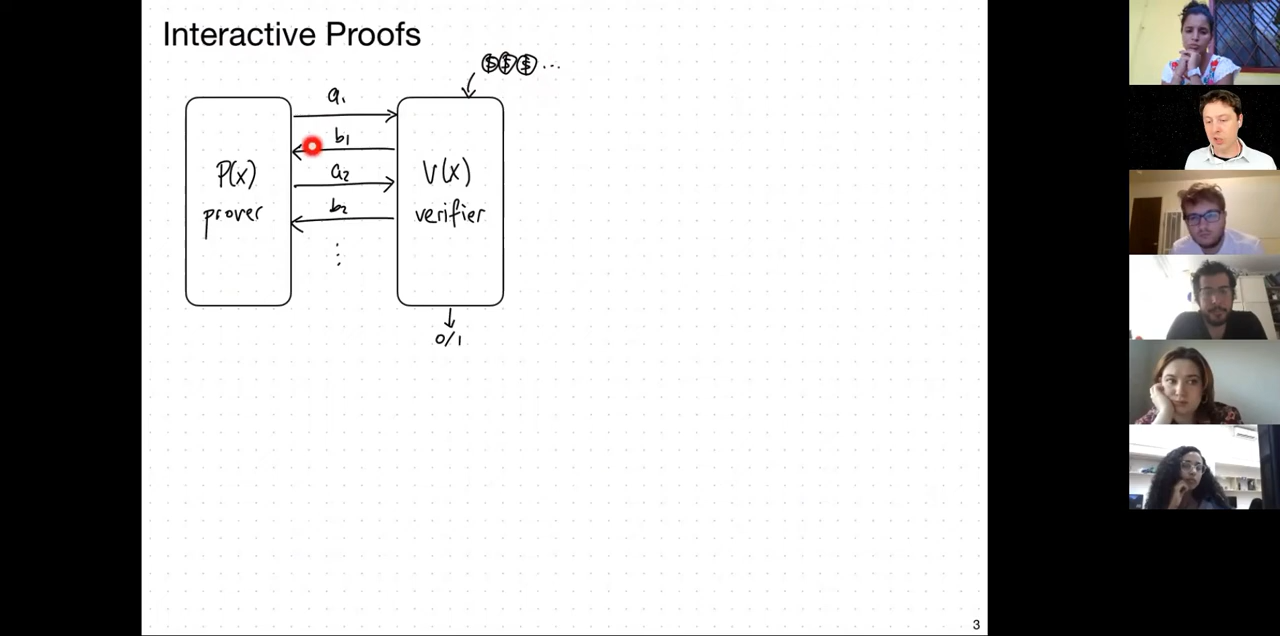 Interactive Proofs
$ $ $ ...
a₁
b₁
P(x)
prover
a₂
V(x)
verifier
b₂
⋮
0/1
3